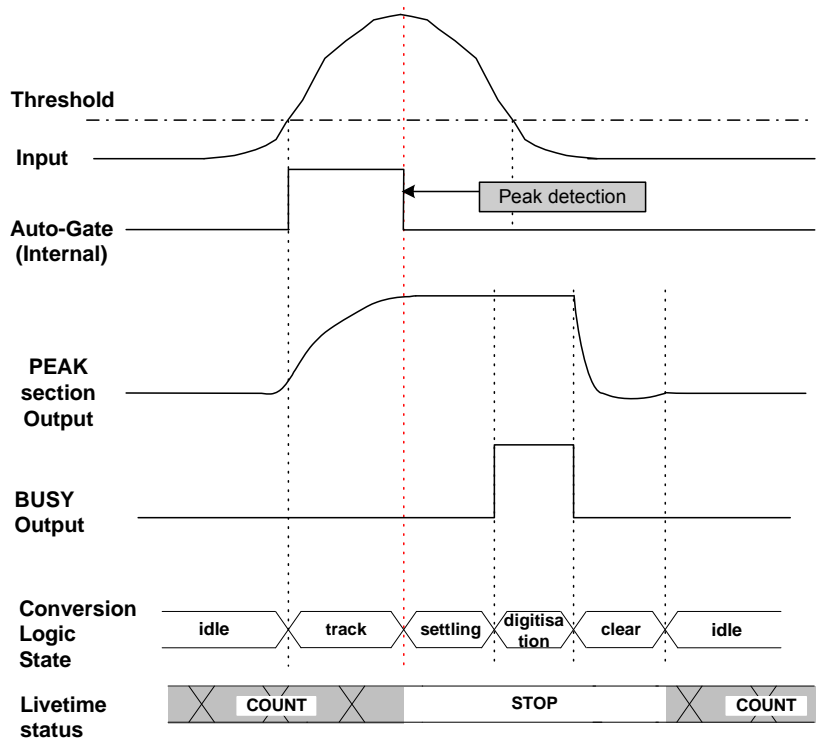 Threshold
Input
Peak detection
Auto-Gate
(Internal)
PEAK
section
Output
BUSY
Output
Conversion
Logic
State
idle
track
settling
digitisa
tion
clear
idle
Livetime
status
COUNT
STOP
COUNT